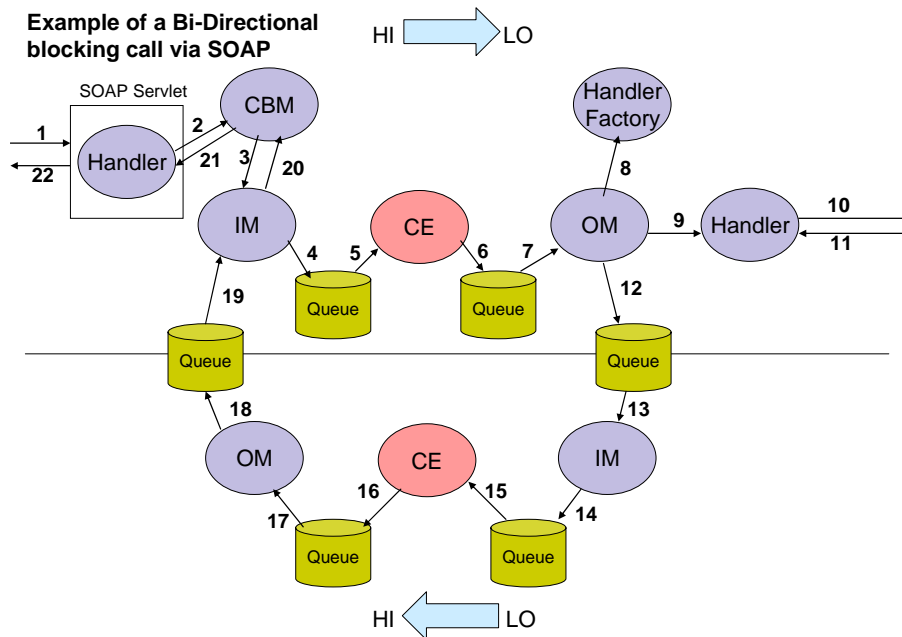 Example of a Bi-Directional
blocking call via SOAP
HI
LO
SOAP Servlet
CBM
Handler
Factory
1
2
Handler
21
3
20
22
8
IM
CE
OM
9
Handler
10
11
4
5
6
7
12
Queue
Queue
19
Queue
Queue
18
13
OM
CE
IM
16
15
17
14
Queue
Queue
HI
LO